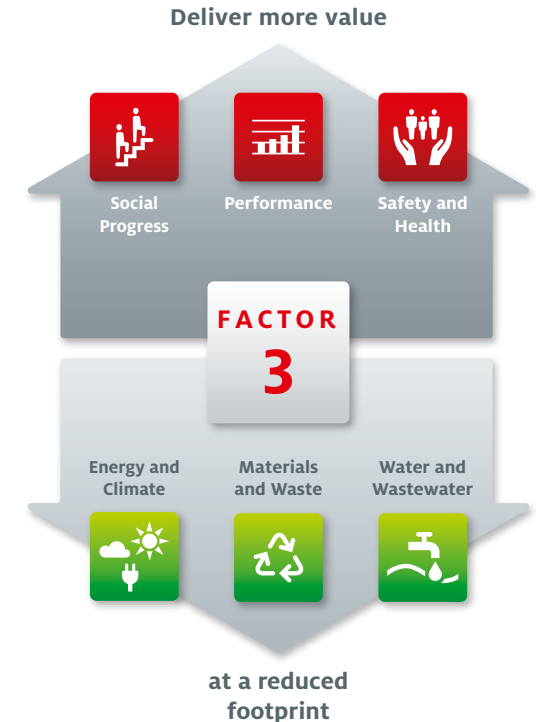 Deliver more value
Social Performance Safety and
Progress Health
FACTOR
3
Energy and Materials Water and
Climate and Waste Wastewater
at a reduced
footprint